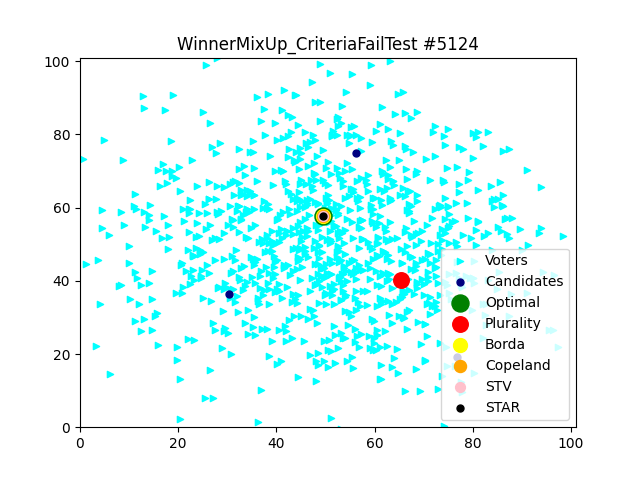 WinnerMixUp_CriteriaFailTest #5124
100
80
60
40
20
0
0
20
40
60
80
100
Voters
Candidates
Optimal
Plurality
Borda
Copeland
STV
STAR